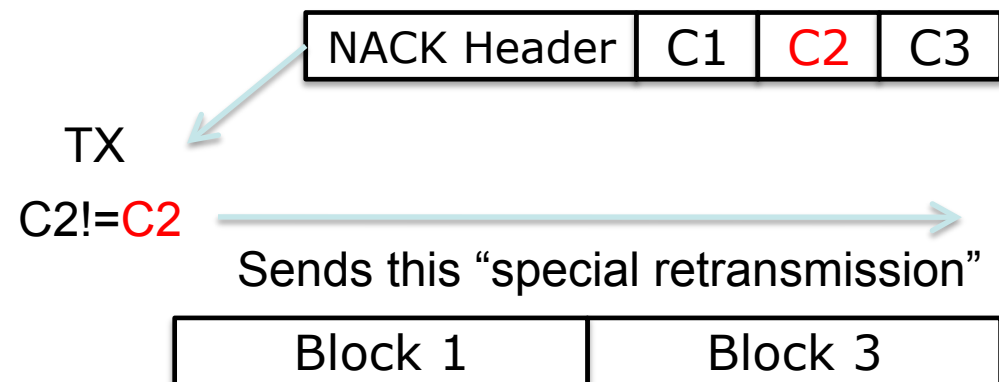 NACK Header C1 C2 C3
TX
C2!=C2
Sends this “special retransmission”
Block 1 Block 3